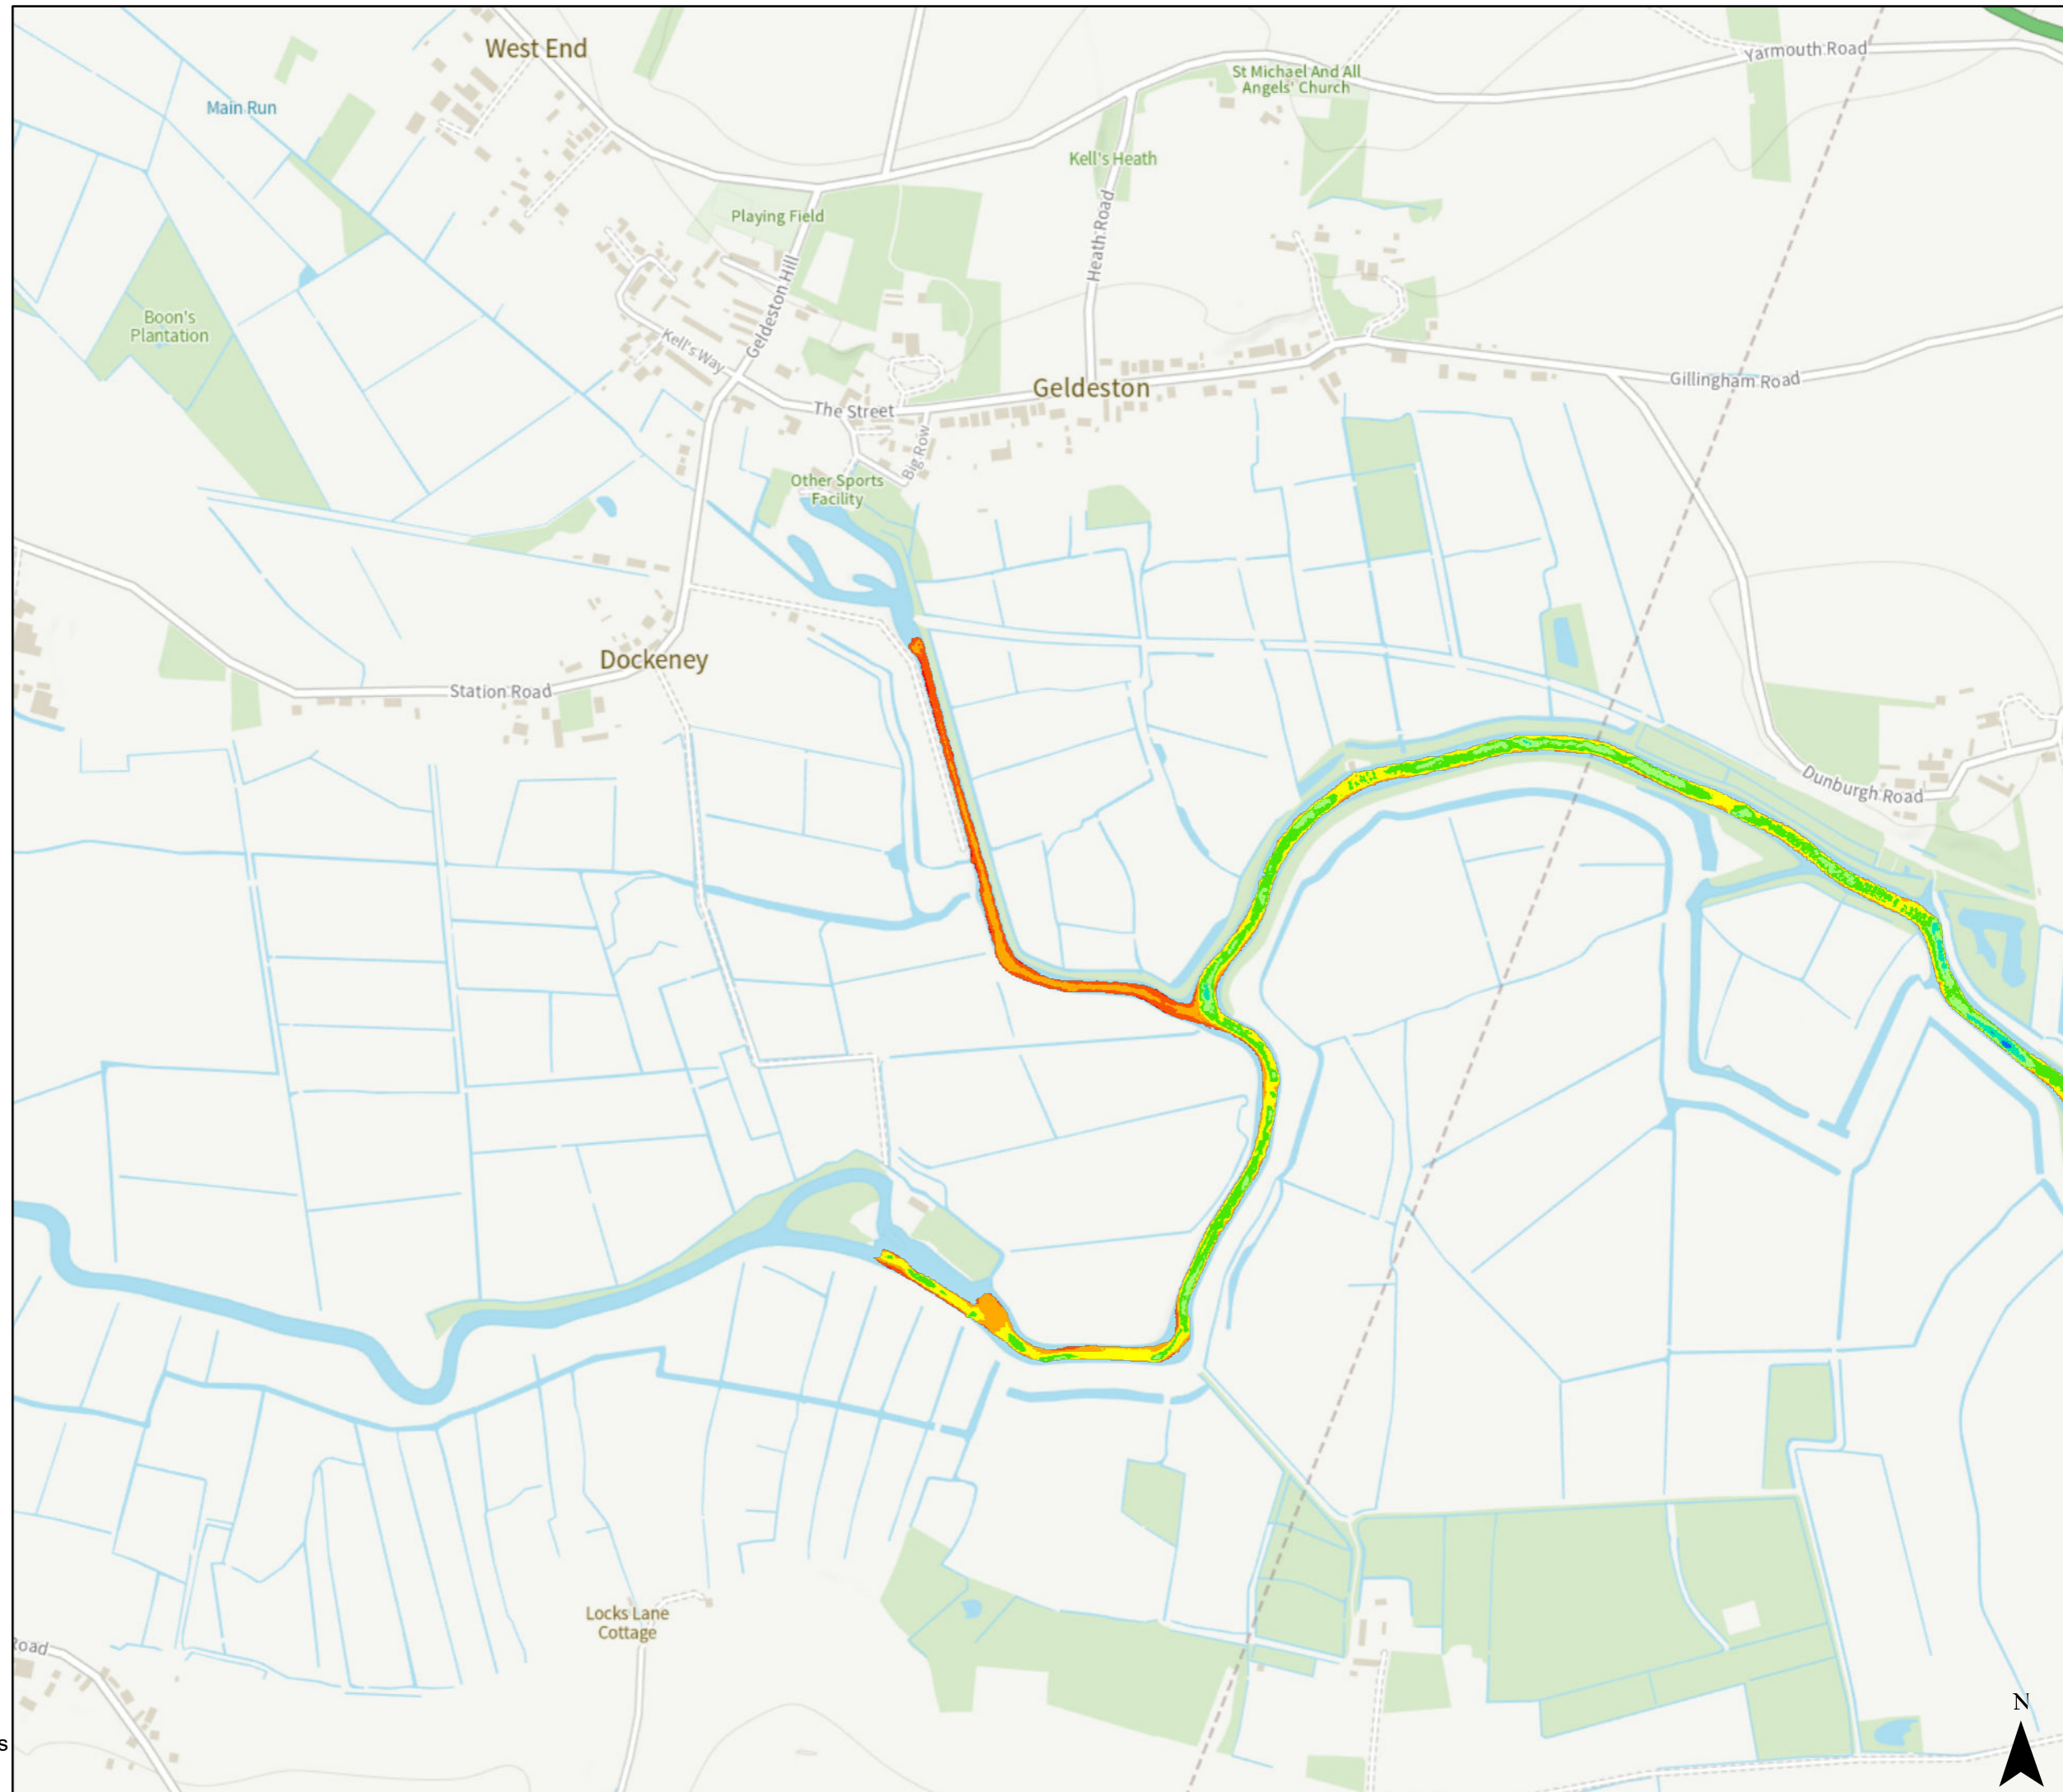 West End
Yarmouth Road
St Michael And All
Angels' Church
Main Run
Kell's Heath
Playing Field
Heath Road
Geldeston Hill
Boon's
Plantation
Kell's Way
Gillingham Road
Geldeston
The Street
Big Row
Other Sports
Facility
Dockeney
Station Road
Dunburgh Road
Locks Lane
Cottage
Road
N
s